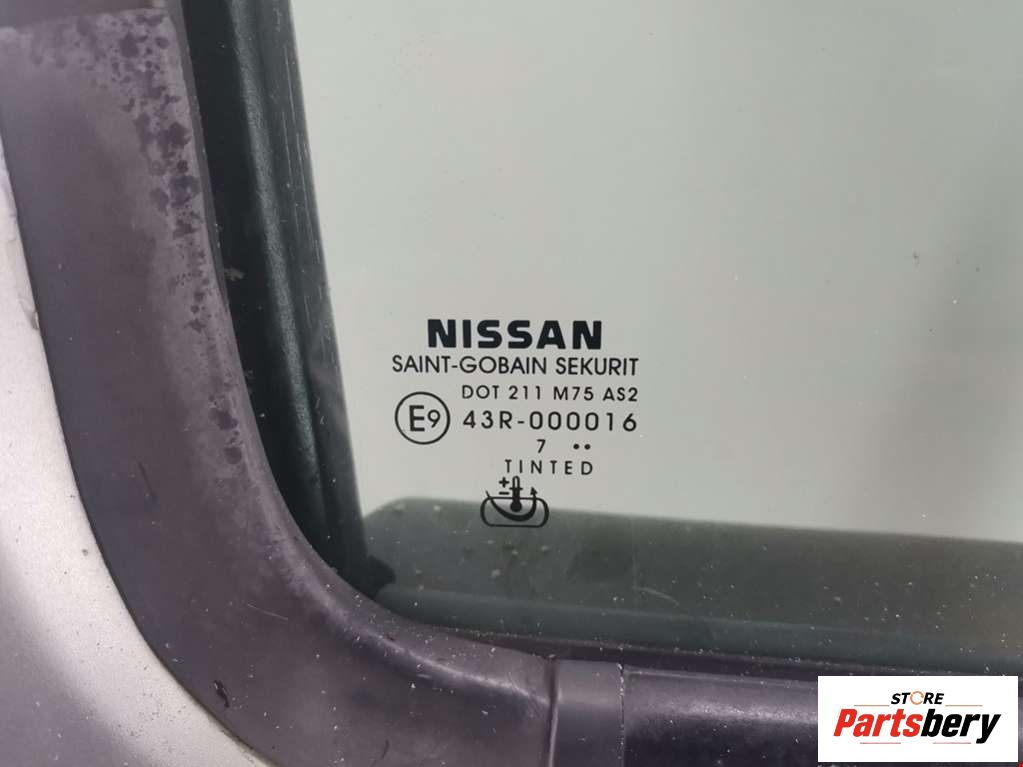 NISSAN
SAINT-GOBAIN SEKURIT
DOT 211 M75 AS2
E9 43R-000016
7 ••
TINTED
+
-
STORE
Partsbery